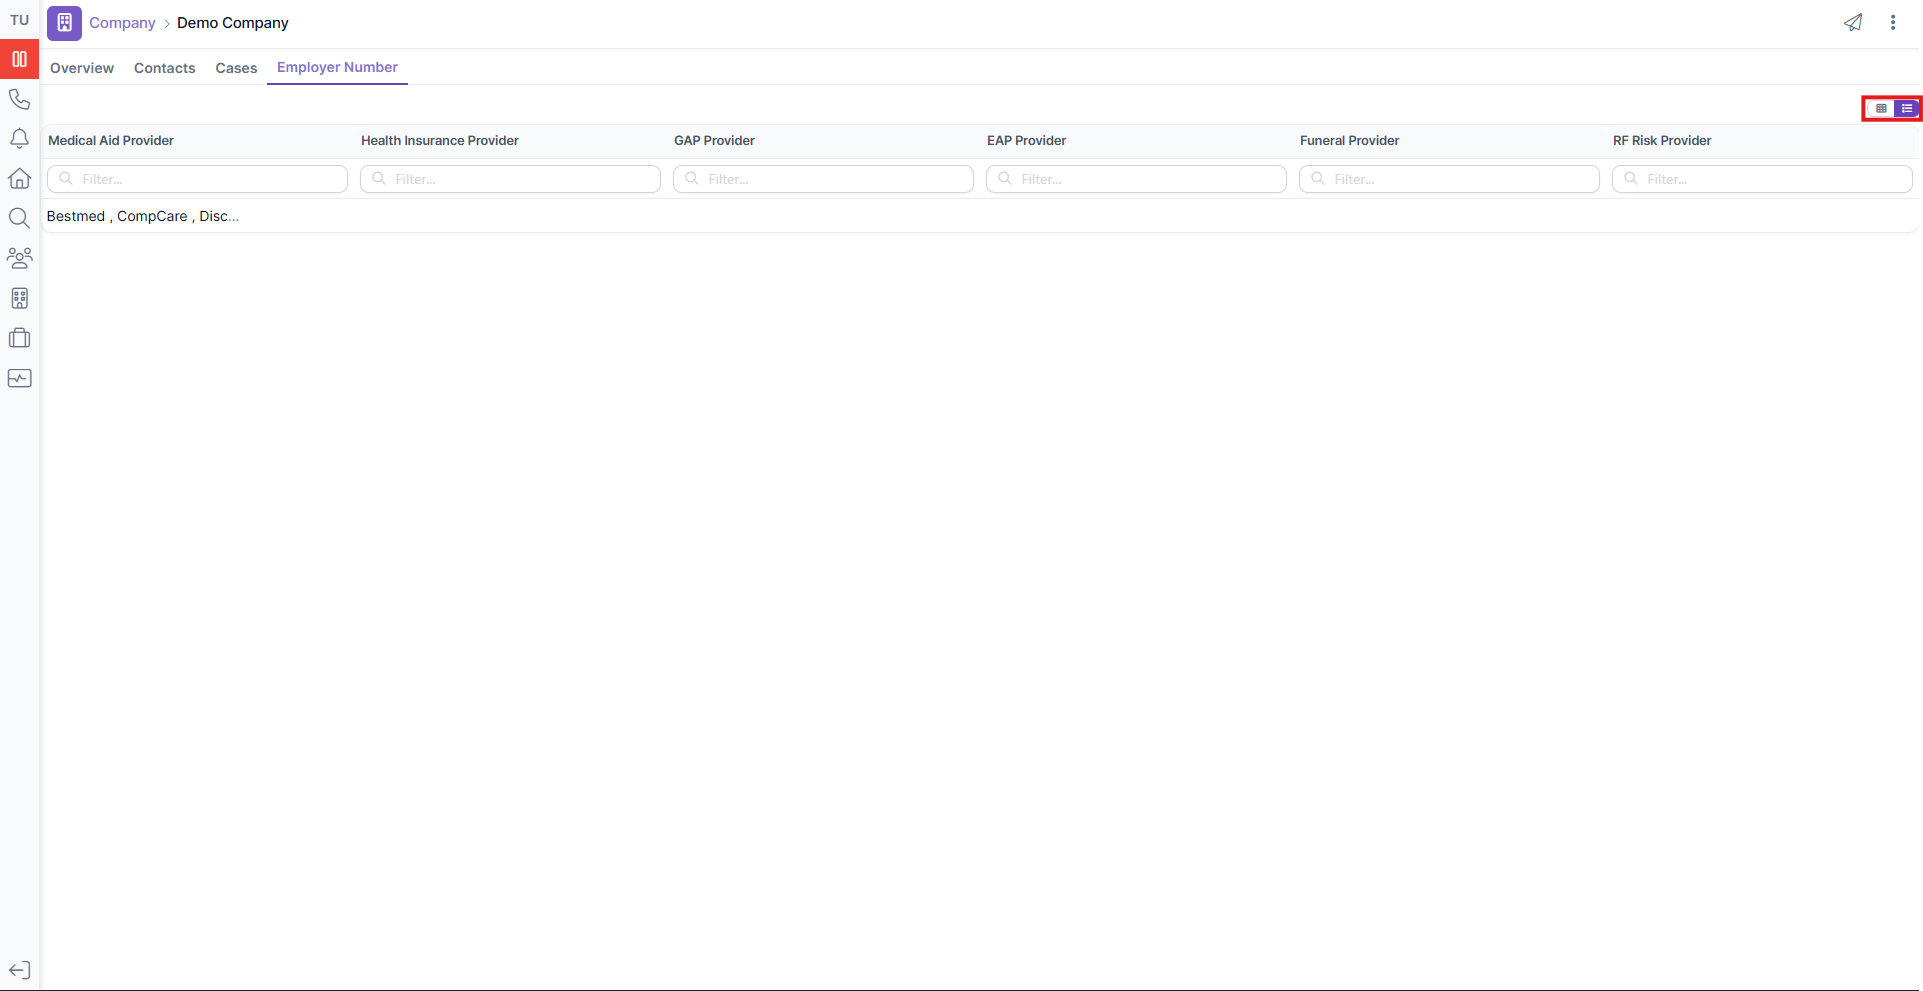 TU
Company > Demo Company
Overview Contacts Cases Employer Number
Medical Aid Provider Health Insurance Provider GAP Provider EAP Provider Funeral Provider RF Risk Provider
Filter... Filter... Filter... Filter... Filter... Filter...
Bestmed , CompCare , Disc...